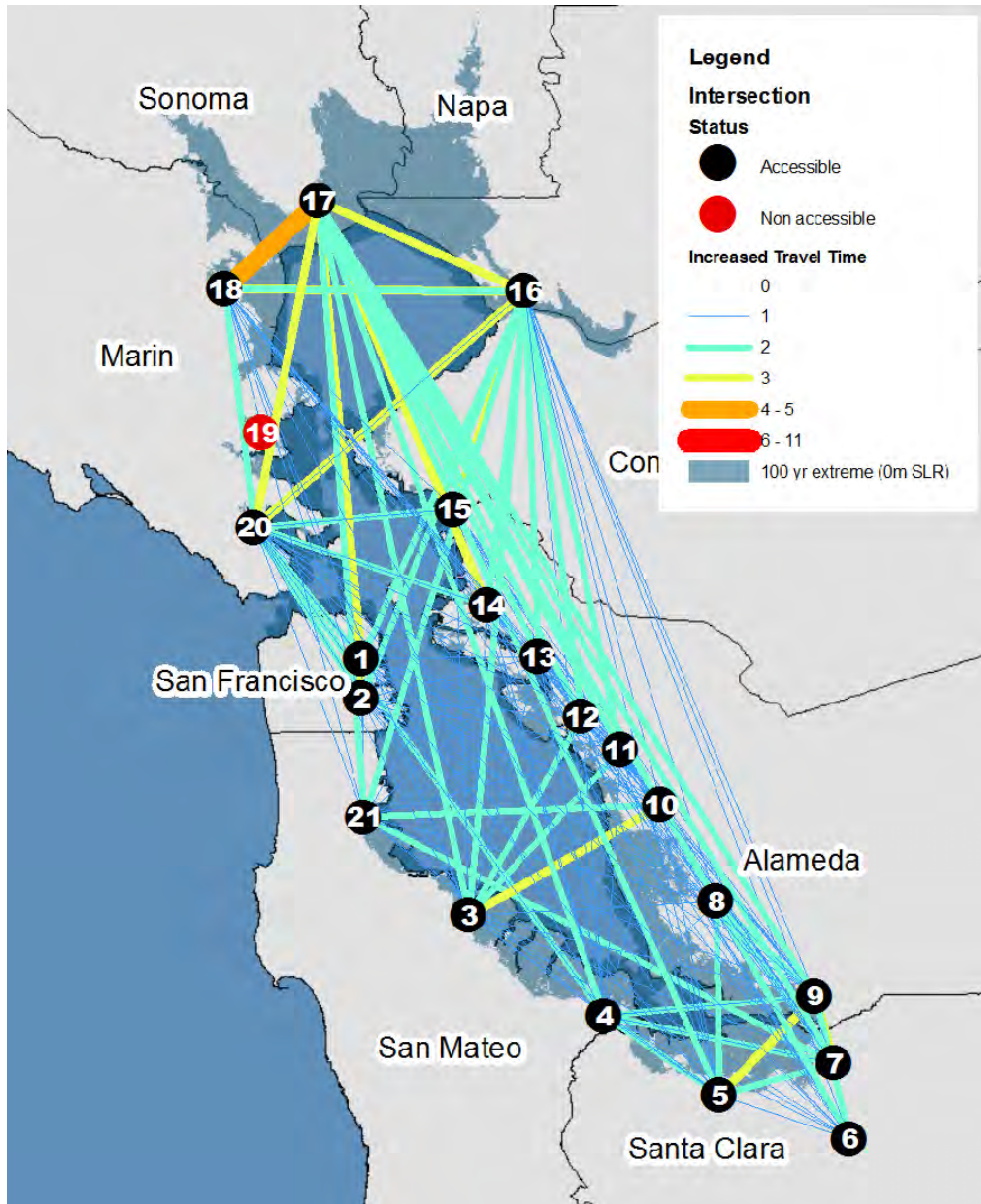 Legend
Intersection
Status
Accessible
Non accessible
Increased Travel Time
0
1
2
3
4 - 5
6 - 11
100 yr extreme (0m SLR)
Sonoma
Napa
17
18
16
Marin
19
Con
15
20
14
13
1
San Francisco
2
12
11
10
21
Alameda
8
3
9
4
San Mateo
7
5
6
Santa Clara